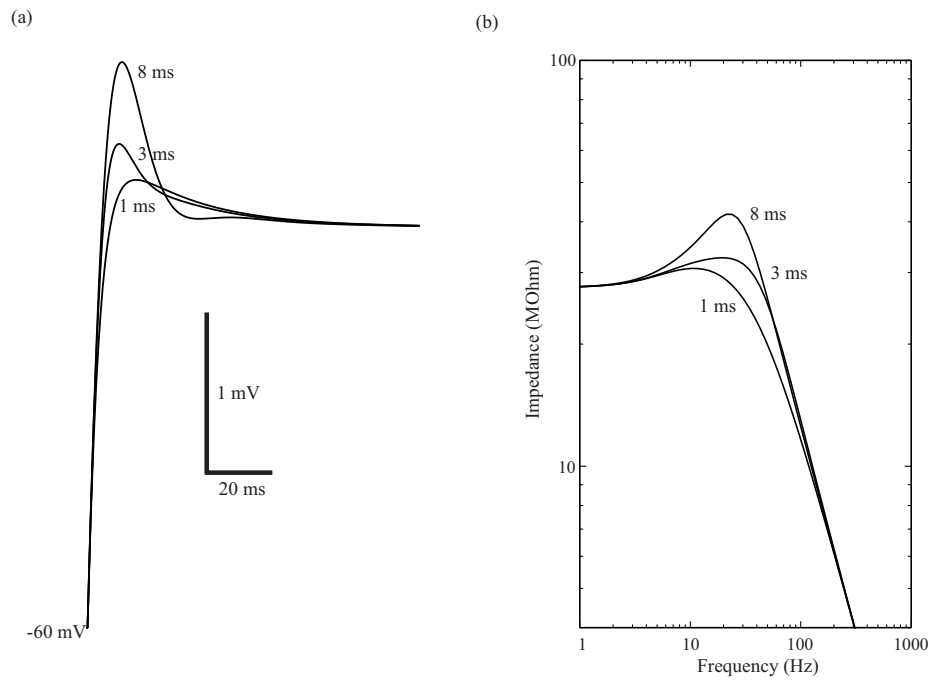 (a)
8 ms
3 ms
1 ms
1 mV
20 ms
-60 mV
(b)
100
10
8 ms
3 ms
1 ms
Impedance (MOhm)
1 10 100 1000
Frequency (Hz)